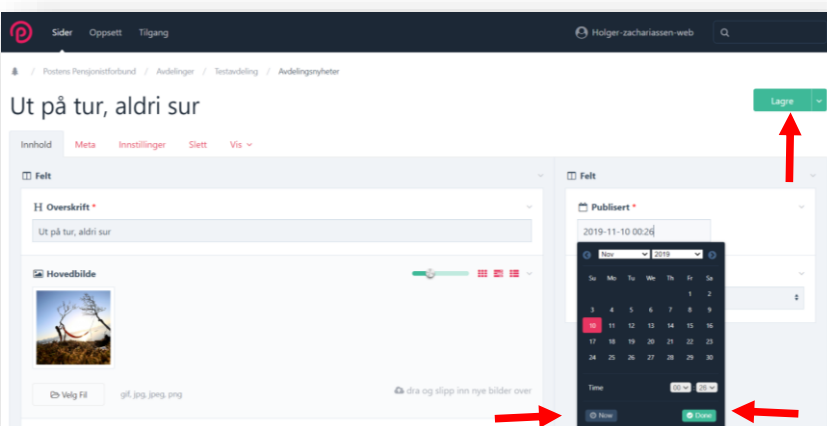 Sider Oppsett Tilgang Holger-zachariassen-web
/ Postens Pensjonistforbund / Avdelinger / Testavdeling / Avdelingsnyheter
Ut på tur, aldri sur
Lagre
Innhold Meta Innstillinger Slett Vis
Felt
H Overskrift *
Ut på tur, aldri sur
Hovedbilde
Velg Fil gif, jpg, jpeg, png
dra og slipp inn nye bilder over
Felt
Publisert *
2019-11-10 00:26
Nov 2019
Su Mo Tu We Th Fr Sa
1 2
3 4 5 6 7 8 9
10 11 12 13 14 15 16
17 18 19 20 21 22 23
24 25 26 27 28 29 30
Time 00 26
Now Done